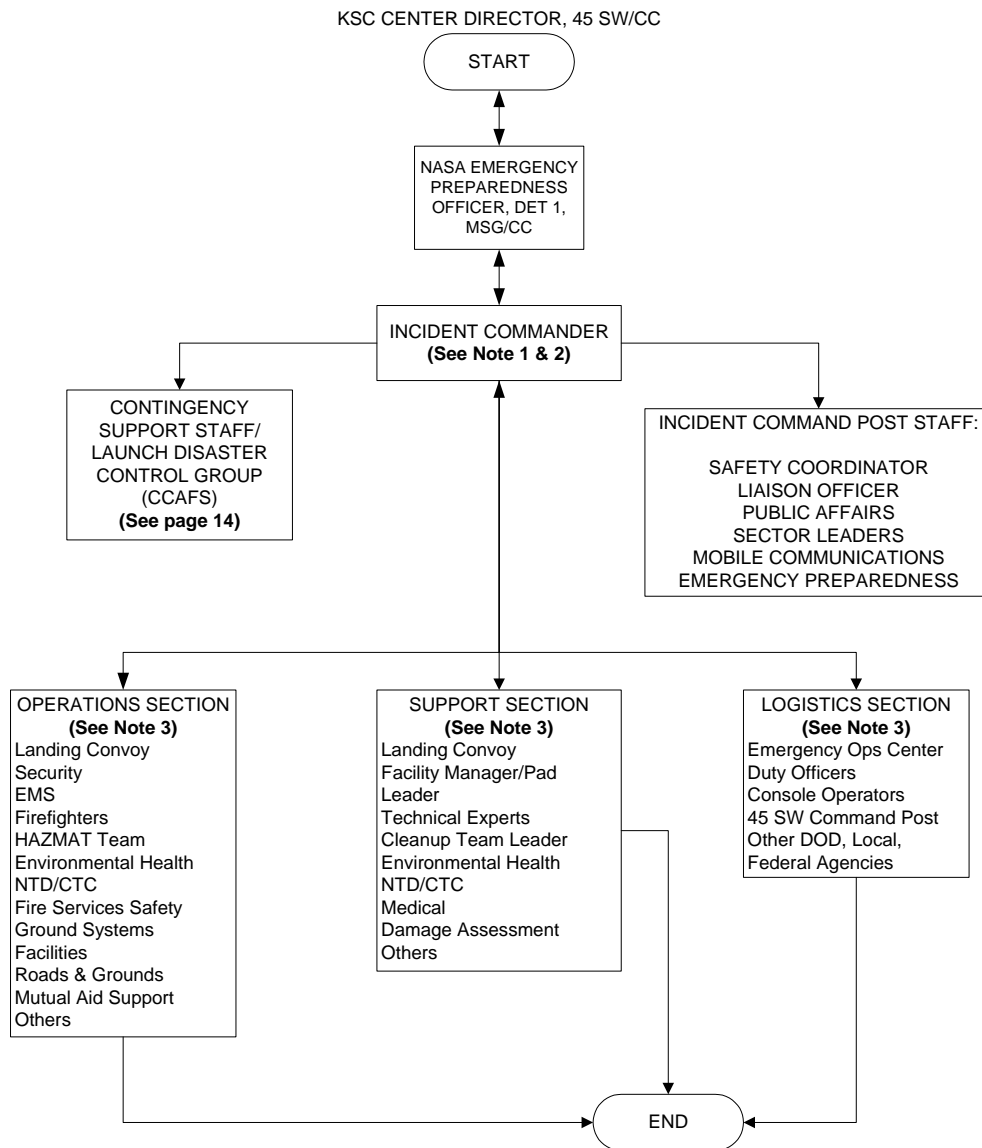 KSC CENTER DIRECTOR, 45 SW/CC
START
NASA EMERGENCY
PREPAREDNESS
OFFICER, DET 1,
MSG/CC
INCIDENT COMMANDER
(See Note 1 & 2)
CONTINGENCY
SUPPORT STAFF/
LAUNCH DISASTER
CONTROL GROUP
(CCAFS)
(See page 14)
INCIDENT COMMAND POST STAFF:
SAFETY COORDINATOR
LIAISON OFFICER
PUBLIC AFFAIRS
SECTOR LEADERS
MOBILE COMMUNICATIONS
EMERGENCY PREPAREDNESS
OPERATIONS SECTION
(See Note 3)
Landing Convoy
Security
EMS
Firefighters
HAZMAT Team
Environmental Health
NTD/CTC
Fire Services Safety
Ground Systems
Facilities
Roads & Grounds
Mutual Aid Support
Others
SUPPORT SECTION
(See Note 3)
Landing Convoy
Facility Manager/Pad
Leader
Technical Experts
Cleanup Team Leader
Environmental Health
NTD/CTC
Medical
Damage Assessment
Others
LOGISTICS SECTION
(See Note 3)
Emergency Ops Center
Duty Officers
Console Operators
45 SW Command Post
Other DOD, Local,
Federal Agencies
END